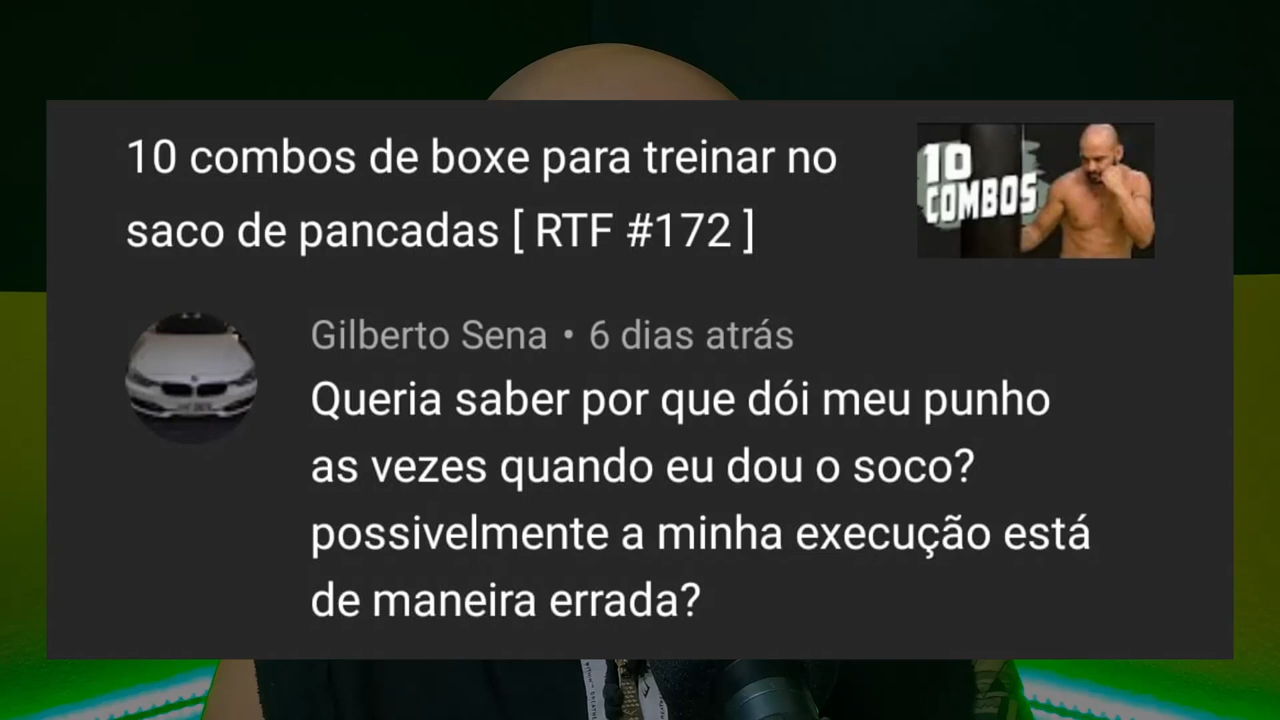 10 combos de boxe para treinar no
saco de pancadas [ RTF #172 ]
10
COMBOS
Gilberto Sena • 6 dias atrás
Queria saber por que dói meu punho
as vezes quando eu dou o soco?
possivelmente a minha execução está
de maneira errada?